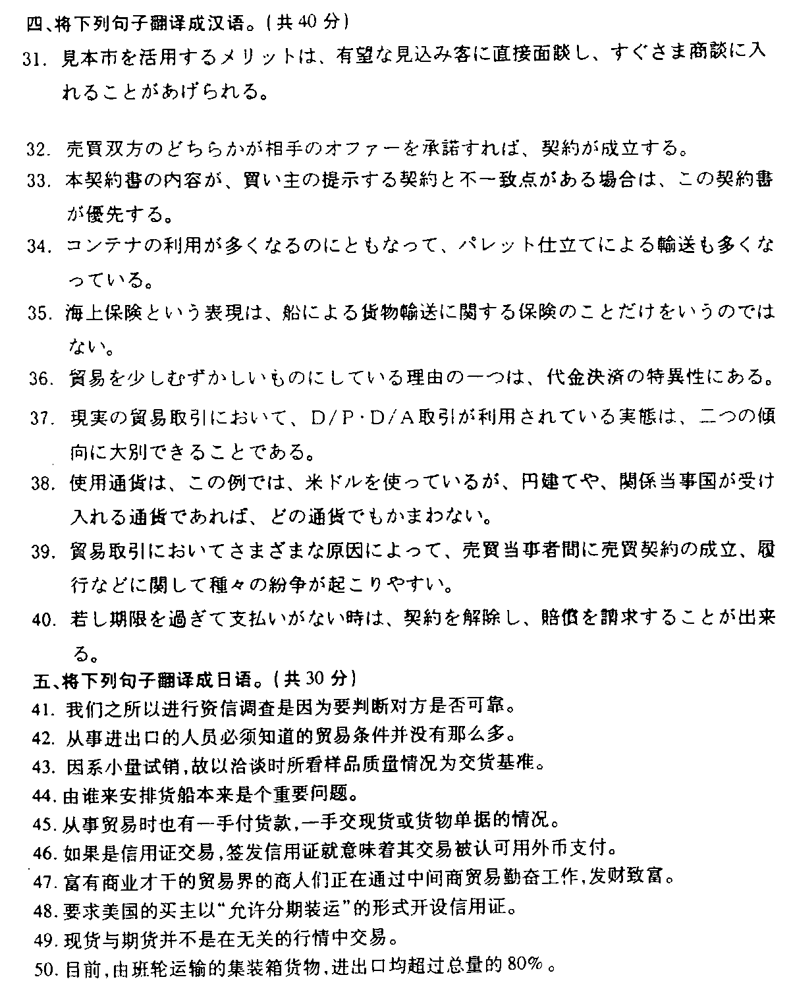 四、将下列句子翻译成汉语。(共 40 分)
31. 見本市を活用するメリットは、有望な見込み客に直接面談し、すぐさま商談に入
れることがあげられる。
32. 売買双方のどちらかが相手のオファーを承諾すれば、契約が成立する。
33. 本契約書の内容が、買い主の提示する契約と不一致点がある場合は、この契約書
が優先する。
34. コンテナの利用が多くなるのにともなって、パレット仕立てによる輸送も多くな
っている。
35. 海上保険という表現は、船による貨物輸送に関する保険のことだけをいうのでは
ない。
36. 貿易を少しむずかしいものにしている理由の一つは、代金決済の特異性にある。
37. 現実の貿易取引において、D/P·D/A取引が利用されている実態は、二つの傾
向に大別できることである。
38. 使用通貨は、この例では、米ドルを使っているが、円建てや、関係当事国が受け
入れる通貨であれば、どの通貨でもかまわない。
39. 貿易取引においてさまざまな原因によって、売買当事者間に売買契約の成立、履
行などに関して種々の紛争が起こりやすい。
40. 若し期限を過ぎて支払いがない時は、契約を解除し、賠償を請求することが出来
る。
五、将下列句子翻译成日语。(共 30 分)
41. 我们之所以进行资信调查是因为要判断对方是否可靠。
42. 从事进出口的人员必须知道的贸易条件并没有那么多。
43. 因系小量试销,故以洽谈时所看样品质量情况为交货基准。
44. 由谁来安排货船本来是个重要问题。
45. 从事贸易时也有一手付货款,一手交现货或货物单据的情况。
46. 如果是信用证交易,签发信用证就意味着其交易被认可用外币支付。
47. 富有商业才干的贸易界的商人们正在通过中间商贸易勤奋工作,发财致富。
48. 要求美国的买主以“允许分期装运”的形式开设信用证。
49. 现货与期货并不是在无关的行情中交易。
50. 目前,由班轮运输的集装箱货物,进出口均超过总量的 80%。